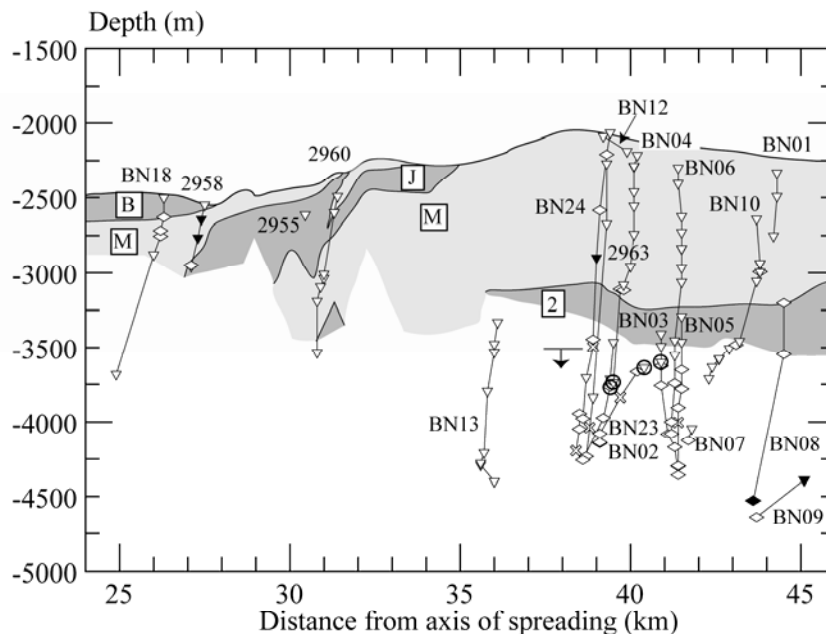 Depth (m)
-1500
-2000
-2500
-3000
-3500
-4000
-4500
-5000
BN12
BN04
BN01
2960
BN06
BN18
2958
J
B
2955
M
M
BN24
BN10
2963
2
BN03
BN05
BN13
BN23
BN02
BN07
BN08
BN09
25
30
35
40
45
Distance from axis of spreading (km)